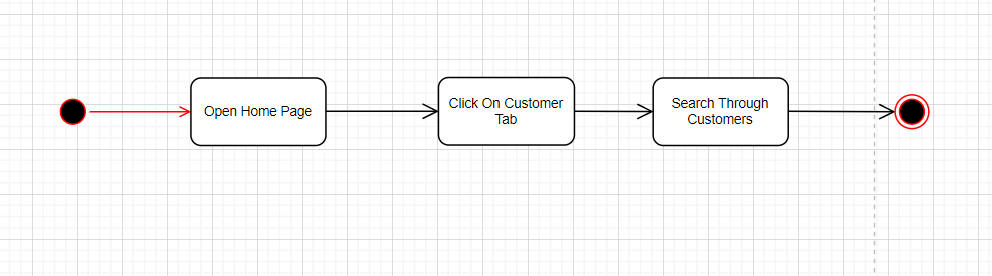 Open Home Page
Click On Customer
Tab
Search Through
Customers